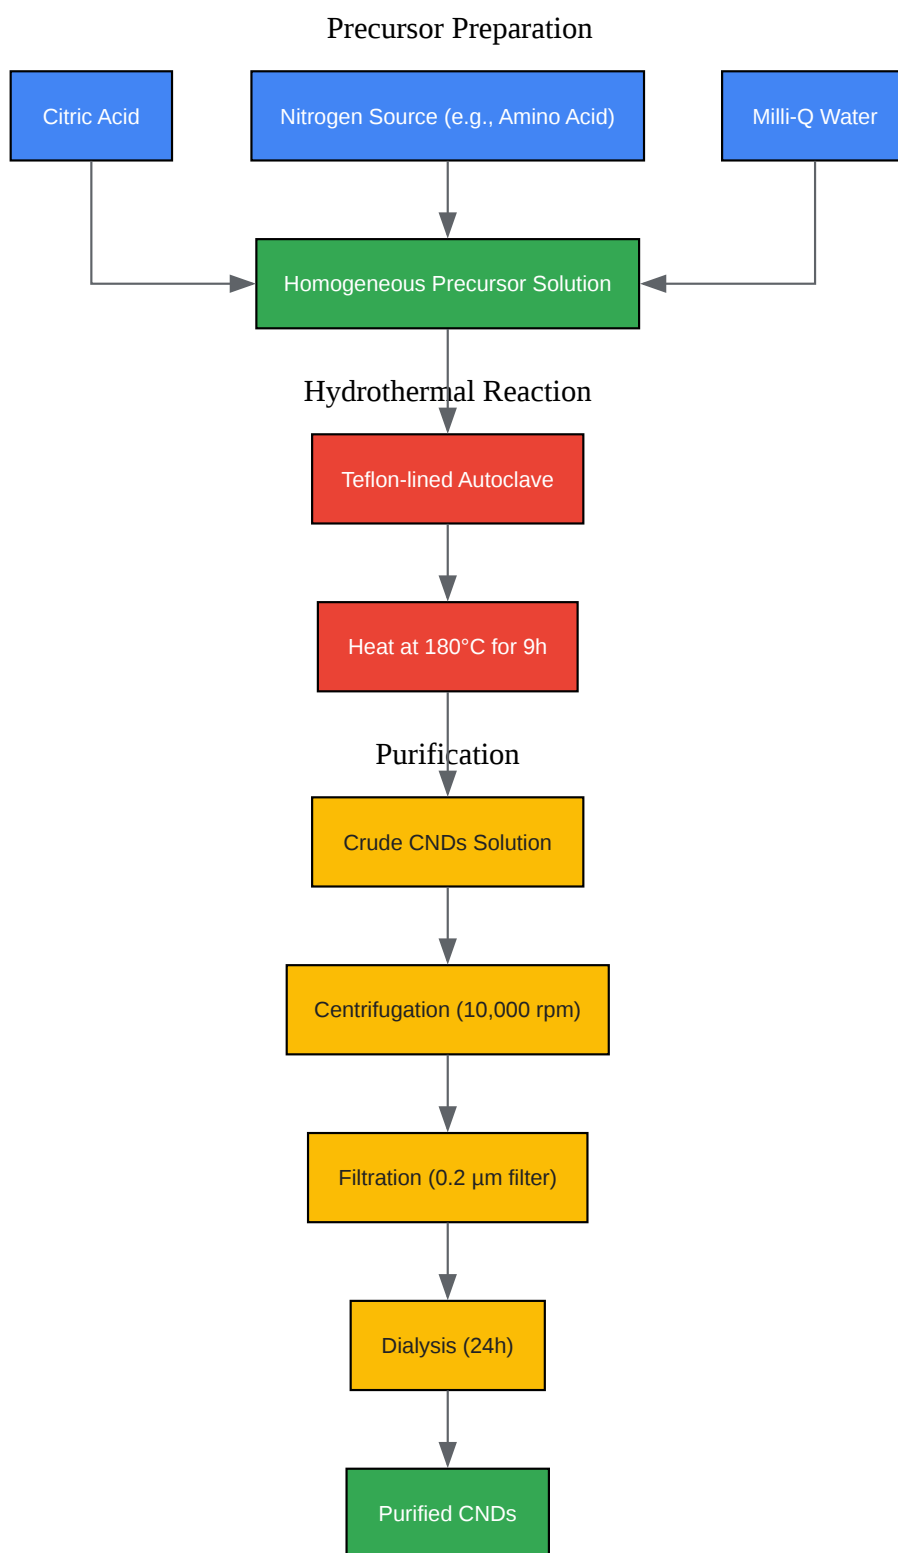 Precursor Preparation
Citric Acid
Nitrogen Source (e.g., Amino Acid)
Milli-Q Water
Homogeneous Precursor Solution
Hydrothermal Reaction
Teflon-lined Autoclave
Heat at 180°C for 9h
Purification
Crude CNDs Solution
Centrifugation (10,000 rpm)
Filtration (0.2 µm filter)
Dialysis (24h)
Purified CNDs